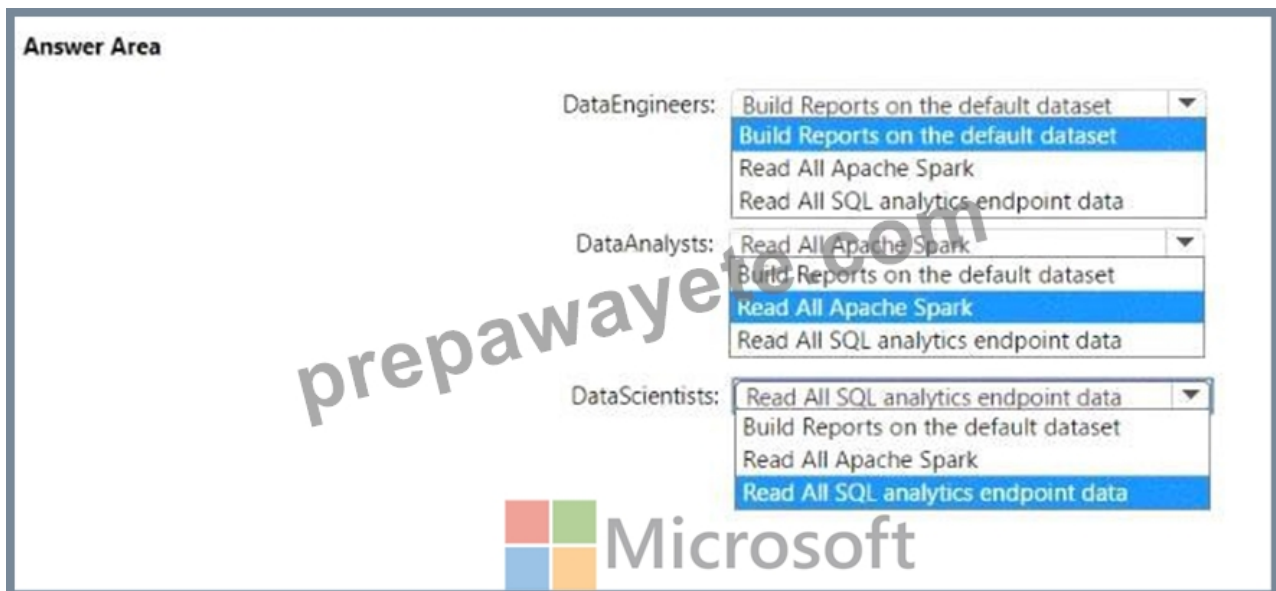 Answer Area
DataEngineers: Build Reports on the default dataset
Build Reports on the default dataset
Read All Apache Spark
Read All SQL analytics endpoint data
DataAnalysts: Read All Apache Spark
Build Reports on the default dataset
Read All Apache Spark
Read All SQL analytics endpoint data
DataScientists: Read All SQL analytics endpoint data
Build Reports on the default dataset
Read All Apache Spark
Read All SQL analytics endpoint data
prepawayete.com
Microsoft